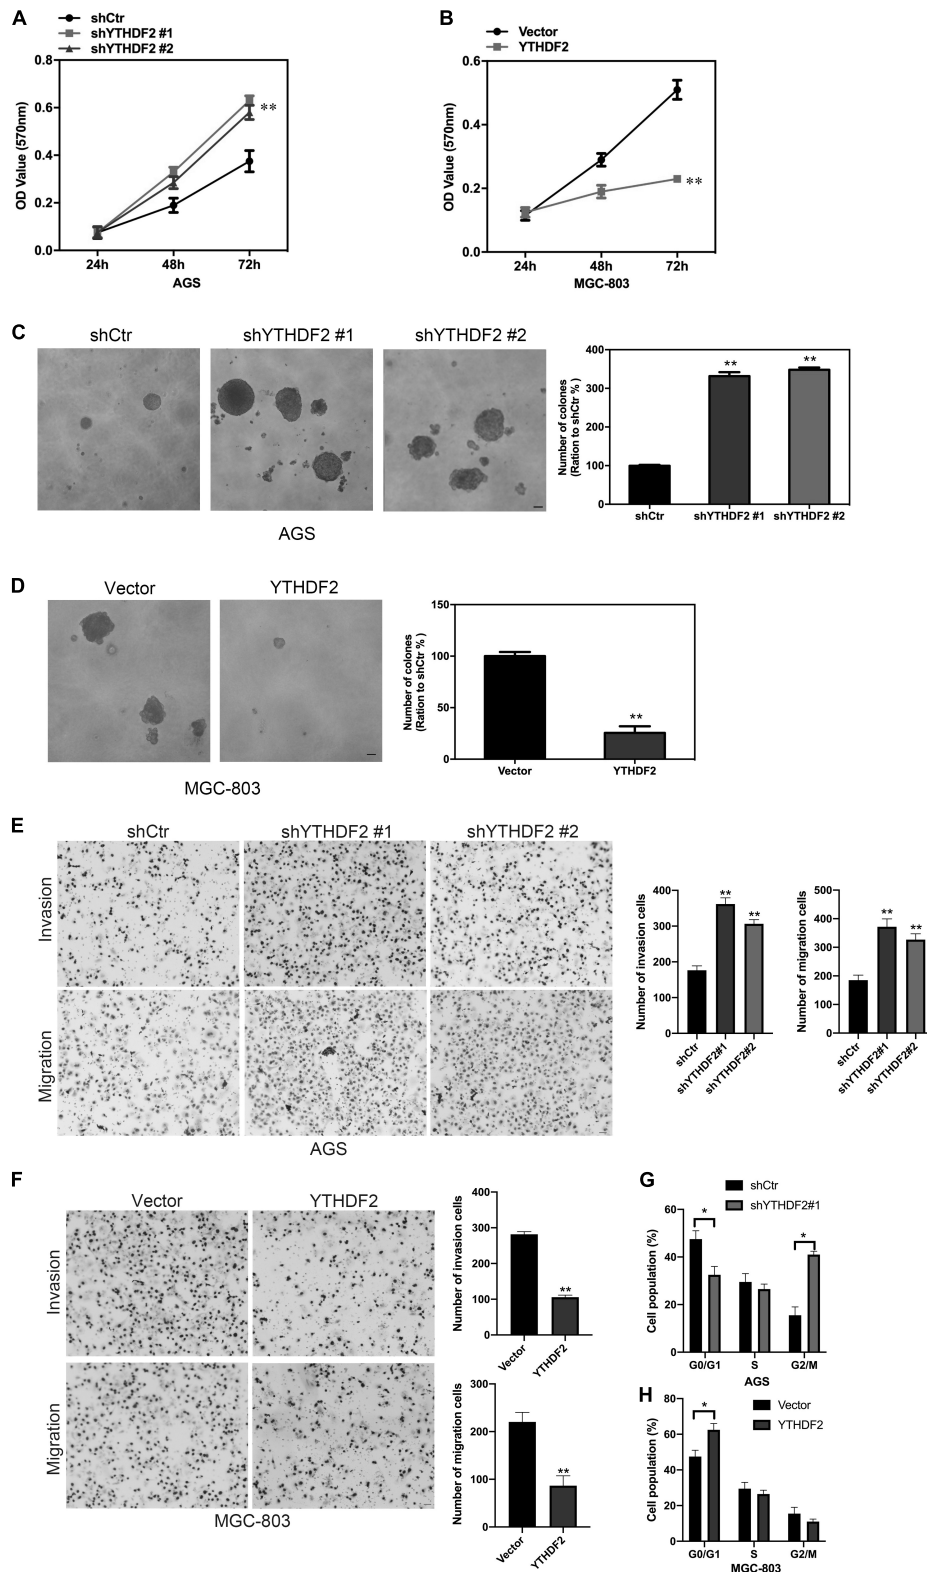 A
shCtr
shYTHDF2 #1
shYTHDF2 #2
OD Value (570nm)
0.8
0.6
0.4
0.2
0.0
**
24h 48h 72h
AGS
B
Vector
YTHDF2
OD Value (570nm)
0.6
0.4
0.2
0.0
**
24h 48h 72h
MGC-803
C
shCtr shYTHDF2 #1 shYTHDF2 #2
AGS
Number of colones
(Ration to shCtr % )
400
300
200
100
0
** **
shCtr shYTHDF2 #1 shYTHDF2 #2
D
Vector YTHDF2
MGC-803
Number of colones
(Ration to shCtr % )
150
100
50
0
**
Vector YTHDF2
E
shCtr shYTHDF2 #1 shYTHDF2 #2
Invasion
Migration
AGS
Number of invasion cells
400
300
200
100
0
** **
shCtr shYTHDF2#1 shYTHDF2#2
Number of migration cells
500
400
300
200
100
0
** **
shCtr shYTHDF2#1 shYTHDF2#2
F
Vector YTHDF2
Invasion
Migration
MGC-803
Number of invasion cells
400
300
200
100
0
**
Vector YTHDF2
Number of migration cells
300
200
100
0
**
Vector YTHDF2
G
shCtr
shYTHDF2#1
Cell population (%)
60
40
20
0
* *
G0/G1 S G2/M
AGS
H
Vector
YTHDF2
Cell population (%)
80
60
40
20
0
*
G0/G1 S G2/M
MGC-803